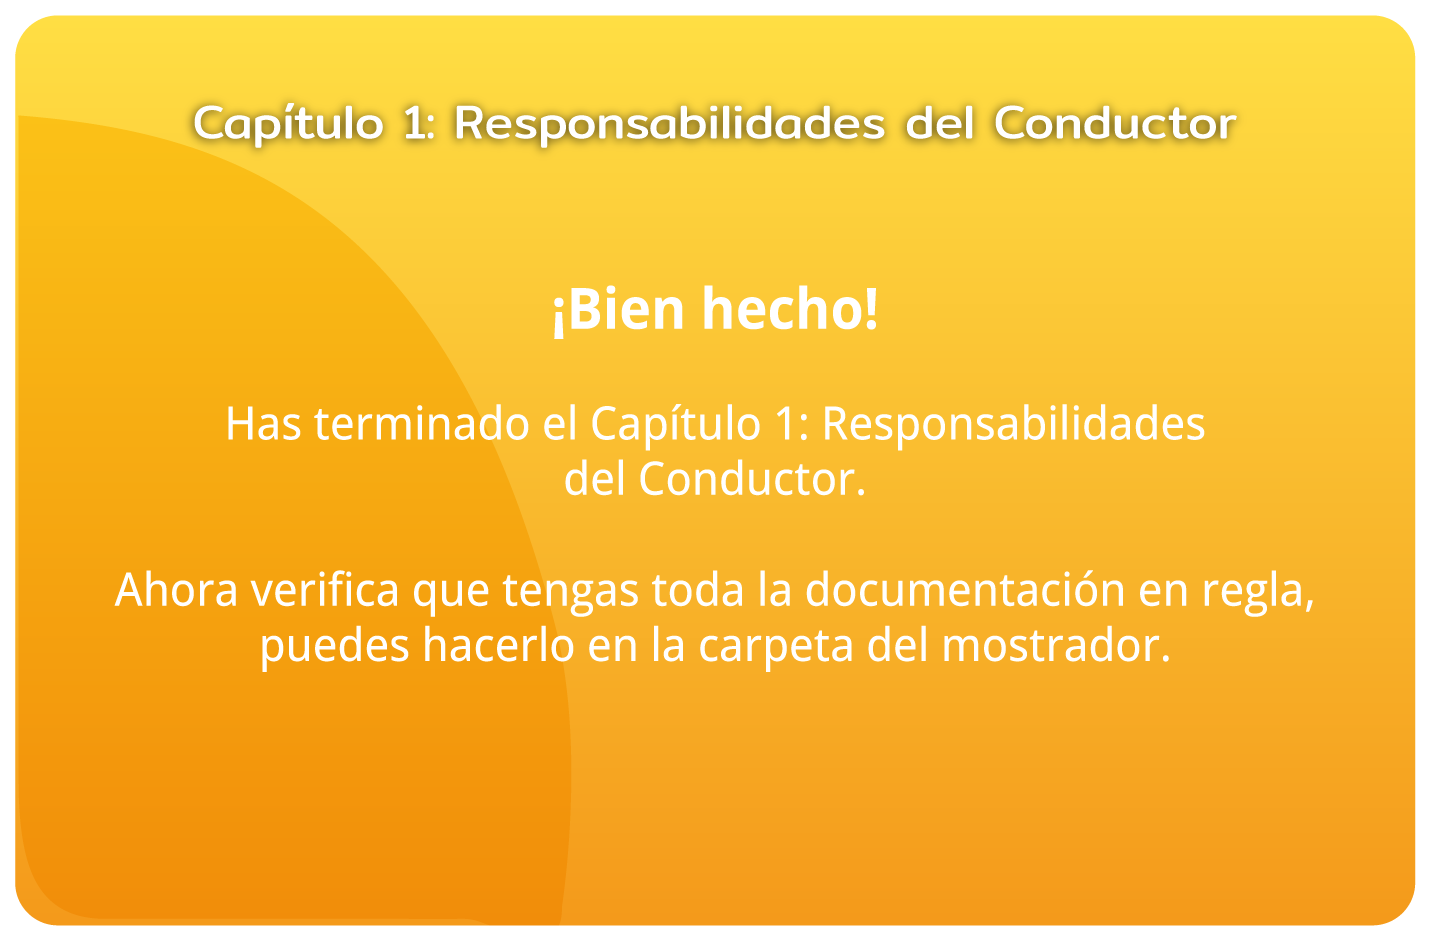 Capítulo 1: Responsabilidades del Conductor
¡Bien hecho!
Has terminado el Capítulo 1: Responsabilidades
del Conductor.
Ahora verifica que tengas toda la documentación en regla,
puedes hacerlo en la carpeta del mostrador.